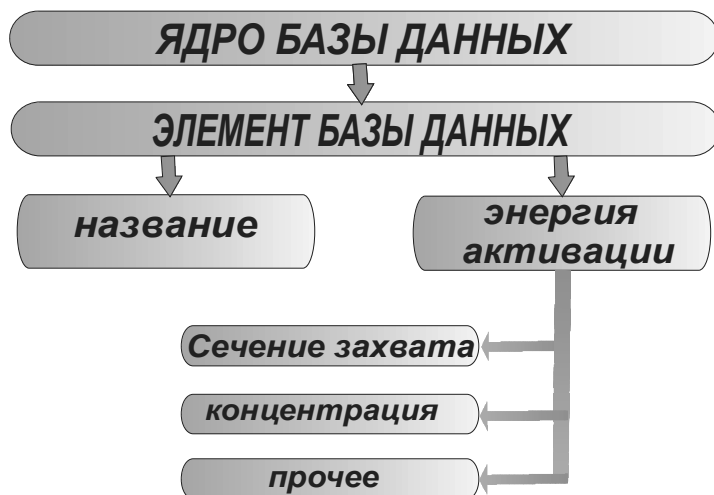 ЯДРО БАЗЫ ДАННЫХ
ЭЛЕМЕНТ БАЗЫ ДАННЫХ
название
энергия
активации
Сечение захвата
концентрация
прочее